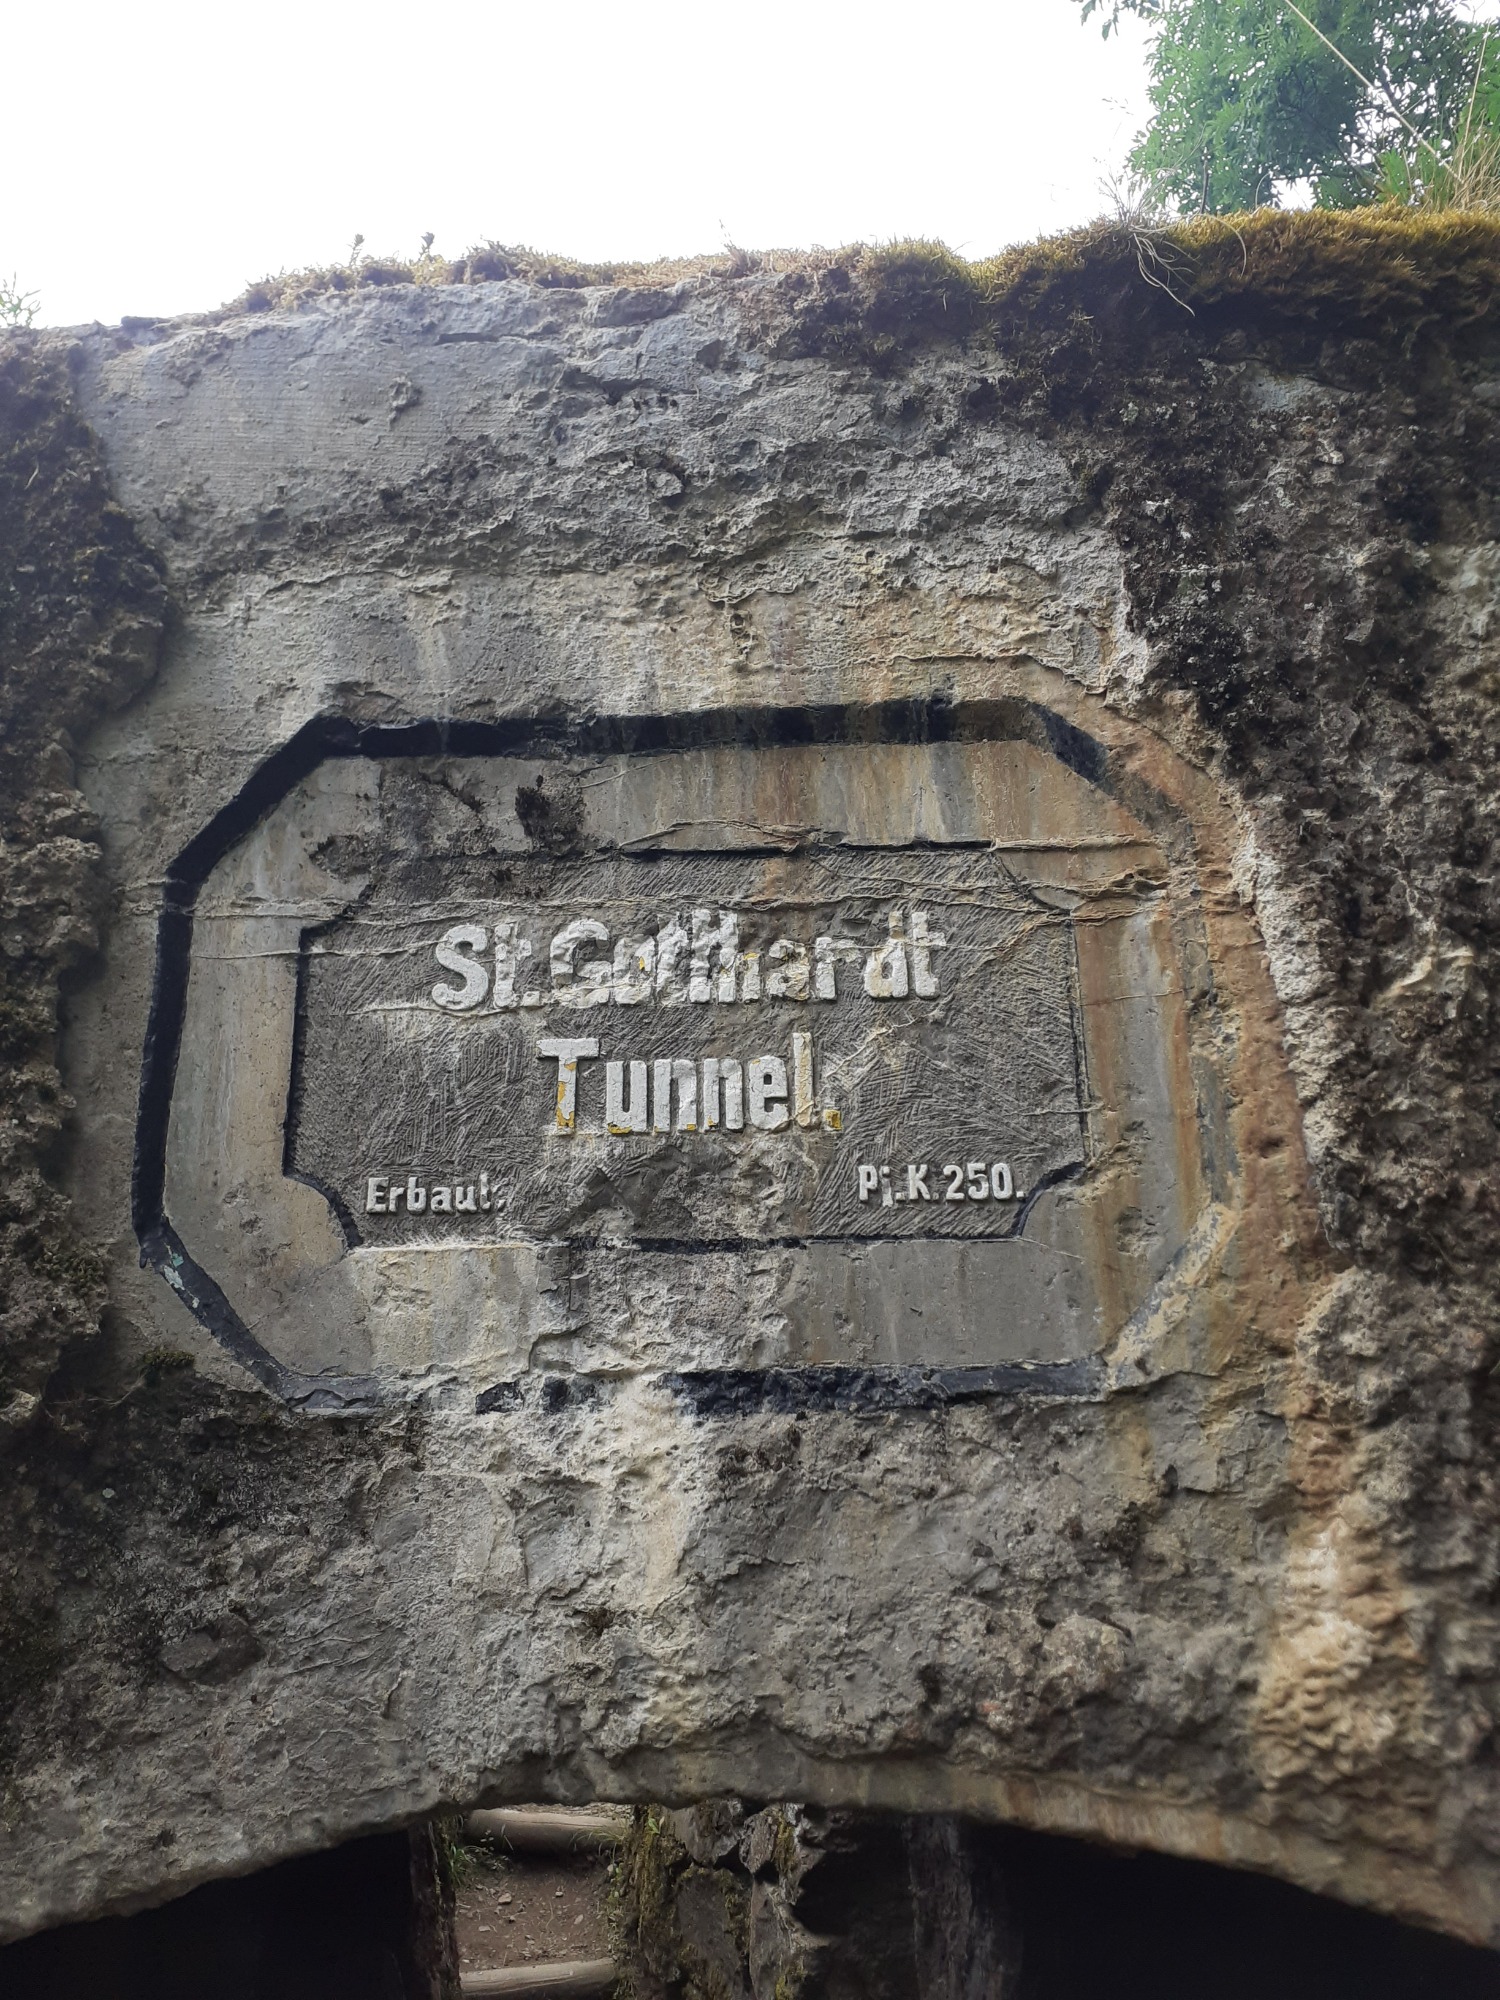 St. Gotthardt
Tunnel.
Erbaut: Pi.K.250.